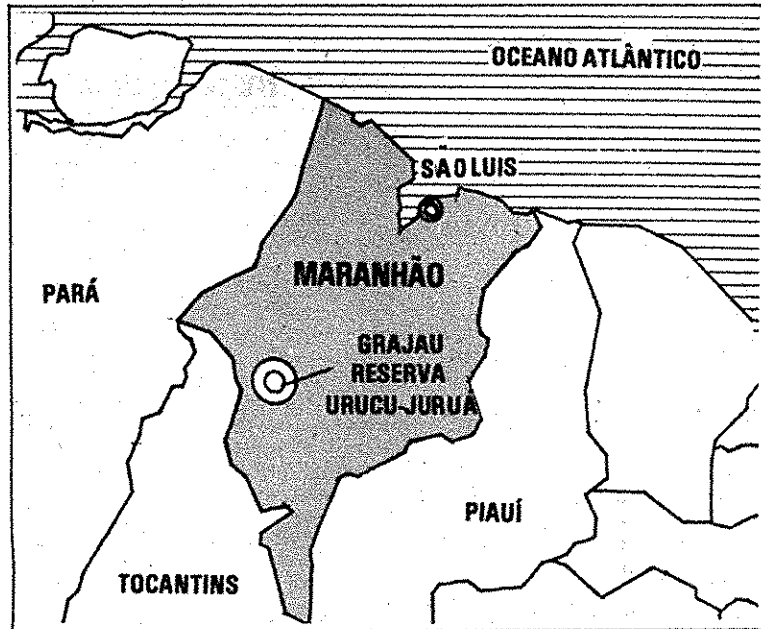 OCEANO ATLÂNTICO
SÃO LUIS
MARANHÃO
PARÁ
GRAJAU
RESERVA
URUCU-JURUÁ
PIAUÍ
TOCANTINS